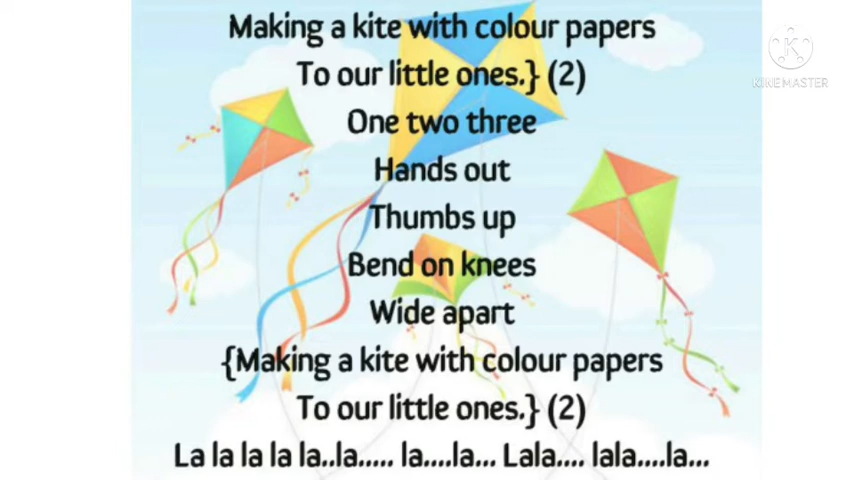 Making a kite with colour papers
To our little ones.} (2)
One two three
Hands out
Thumbs up
Bend on knees
Wide apart
{Making a kite with colour papers
To our little ones.} (2)
La la la la la..la..... la....la... Lala.... lala....la...
KINEMASTER